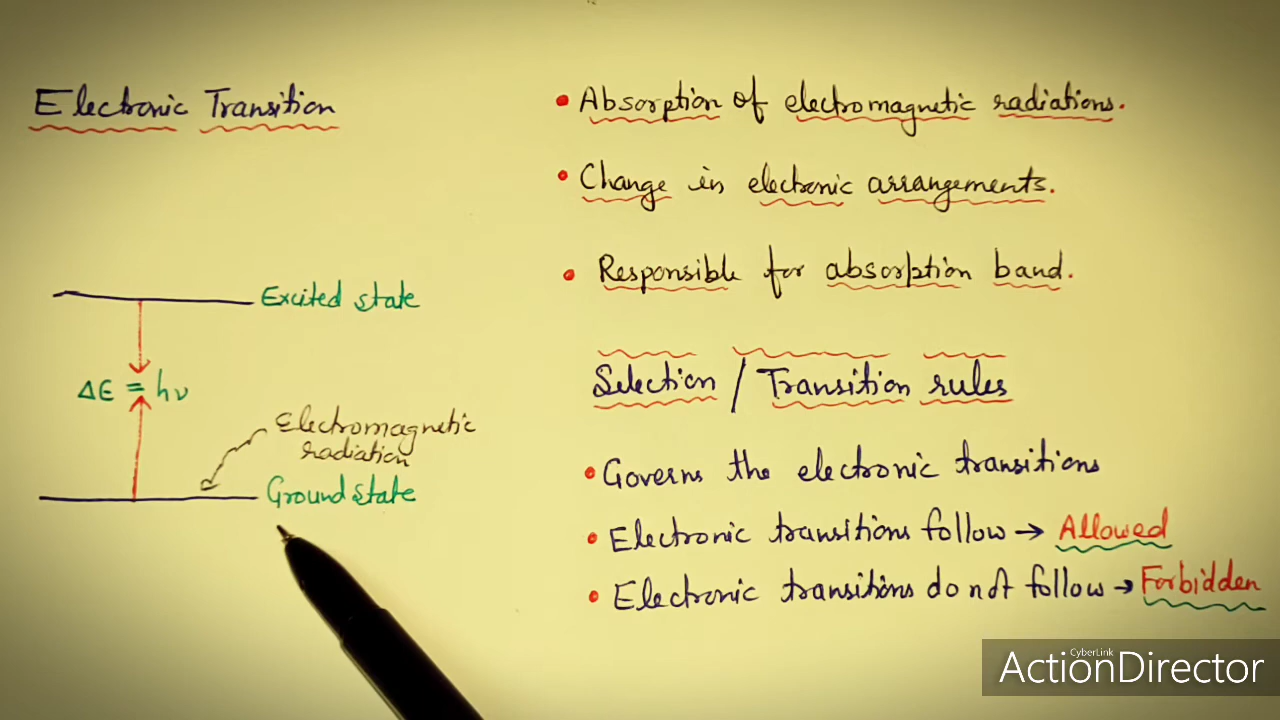 Electronic Transition
Excited state
ΔE = hν
Electromagnetic
radiation
Ground state
• Absorption of electromagnetic radiations.
• Change in electronic arrangements.
• Responsible for absorption band.
Selection / Transition rules
• Governs the electronic transitions
• Electronic transitions follow → Allowed
• Electronic transitions do not follow → Forbidden
CyberLink
ActionDirector